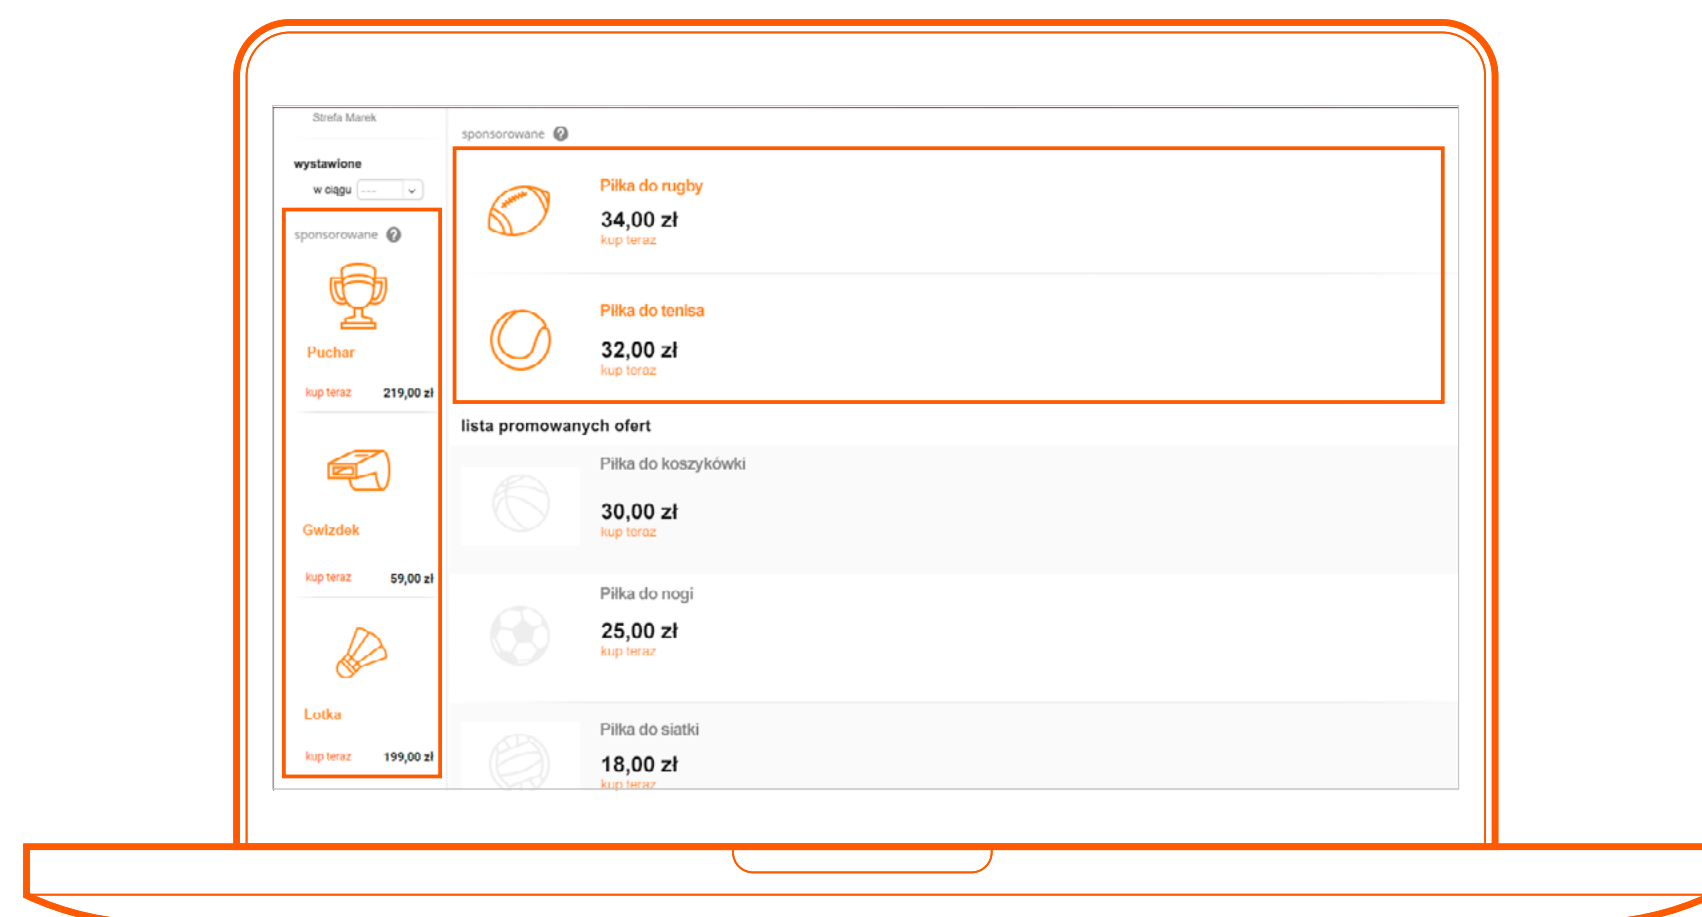 Strefa Marek
wystawione
w ciągu ---
sponsorowane ?
Puchar
kup teraz 219,00 zł
Gwizdek
kup teraz 59,00 zł
Lotka
kup teraz 199,00 zł
sponsorowane ?
Piłka do rugby
34,00 zł
kup teraz
Piłka do tenisa
32,00 zł
kup teraz
lista promowanych ofert
Piłka do koszykówki
30,00 zł
kup teraz
Piłka do nogi
25,00 zł
kup teraz
Piłka do siatki
18,00 zł
kup teraz